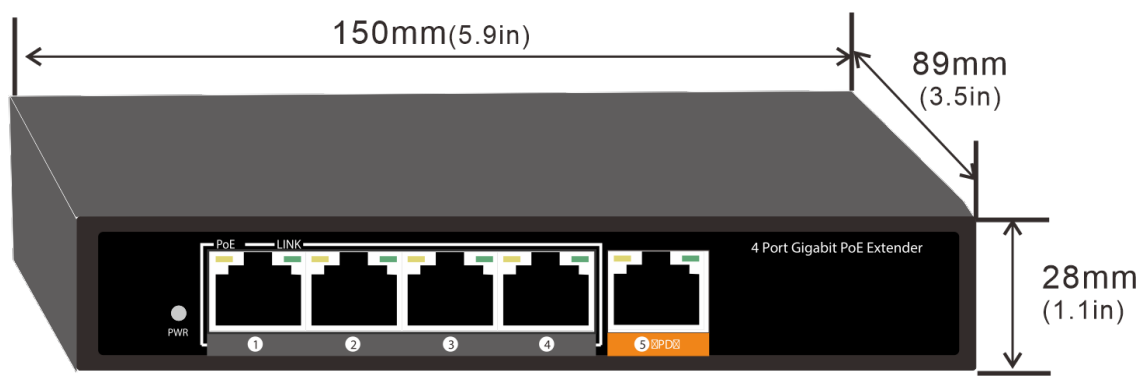 150mm(5.9in)
89mm
(3.5in)
PoE LINK
4 Port Gigabit PoE Extender
28mm
(1.1in)
PWR
1 2 3 4 5 PD